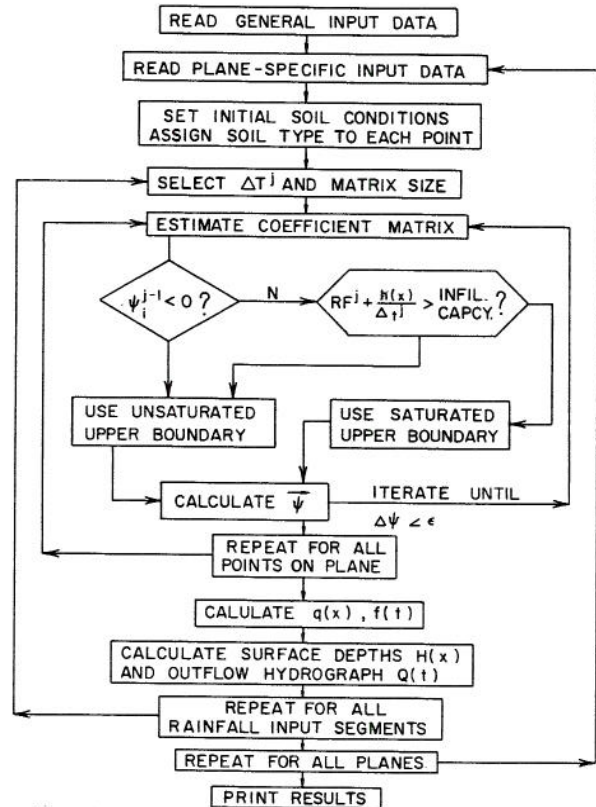 READ GENERAL INPUT DATA
READ PLANE-SPECIFIC INPUT DATA
SET INITIAL SOIL CONDITIONS
ASSIGN SOIL TYPE TO EACH POINT
SELECT ΔT^j AND MATRIX SIZE
ESTIMATE COEFFICIENT MATRIX
ψ_i^{j-1} < 0 ?
N
RF^j + h(x)/Δt^j > INFIL. CAPCY. ?
USE UNSATURATED
UPPER BOUNDARY
USE SATURATED
UPPER BOUNDARY
CALCULATE ψ⃗
ITERATE UNTIL
Δψ < ϵ
REPEAT FOR ALL
POINTS ON PLANE
CALULATE q(x), f(t)
CALCULATE SURFACE DEPTHS H(x)
AND OUTFLOW HYDROGRAPH Q(t)
REPEAT FOR ALL
RAINFALL INPUT SEGMENTS
REPEAT FOR ALL PLANES.
PRINT RESULTS